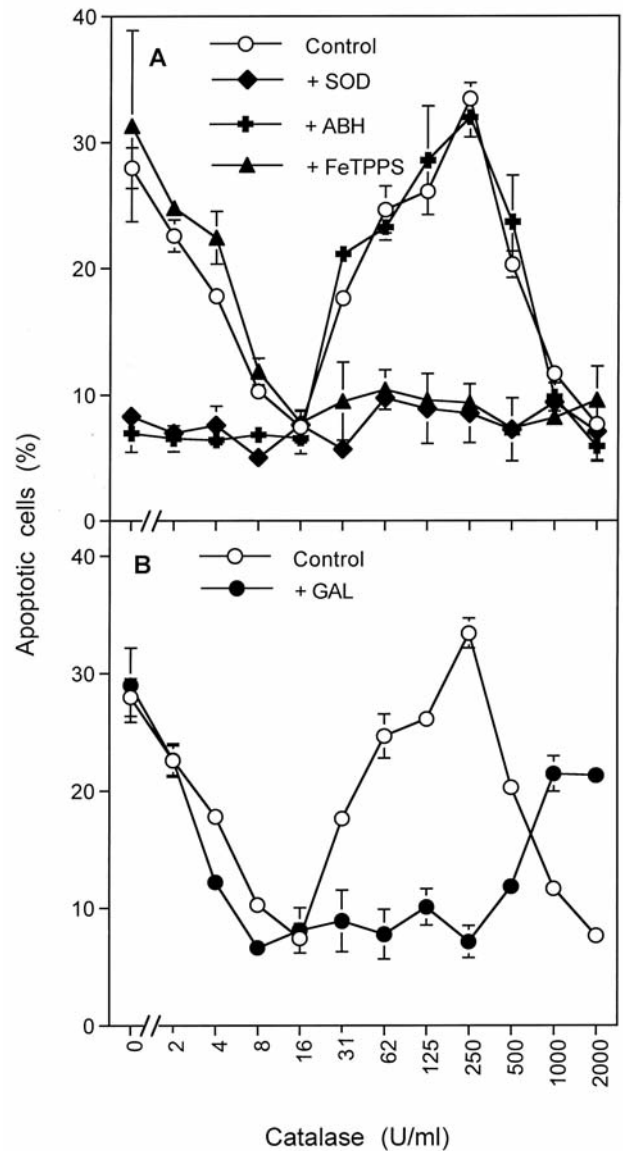 A
Control
+ SOD
+ ABH
+ FeTPPS
40
30
20
10
0
B
Control
+ GAL
40
30
20
10
0
Apoptotic cells (%)
0 2 4 8 16 31 62 125 250 500 1000 2000
Catalase (U/ml)